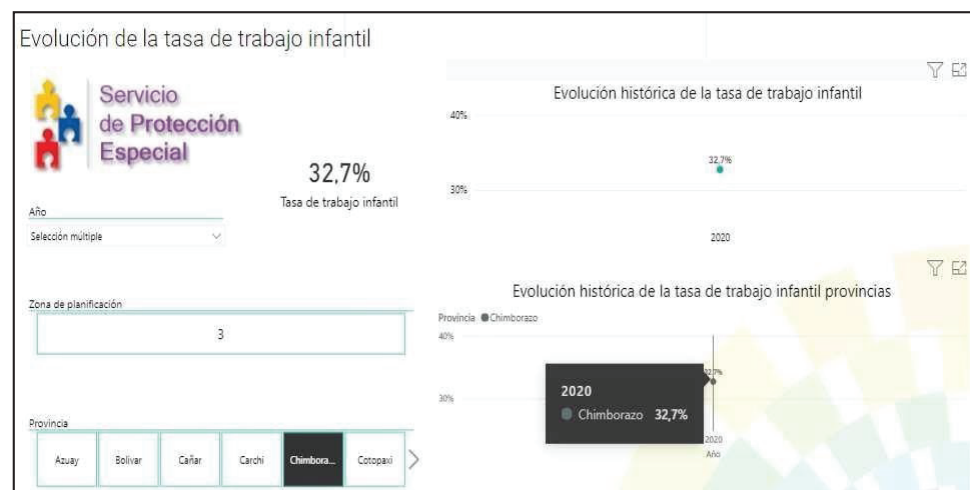 Evolución de la tasa de trabajo infantil
Servicio
de Protección
Especial
32,7%
Tasa de trabajo infantil
Año
Selección múltiple
Zona de planificación
3
Provincia
Azuay
Bolivar
Cañar
Carchi
Chimbora...
Cotopaxi
Evolución histórica de la tasa de trabajo infantil
40%
32,7%
30%
2020
Evolución histórica de la tasa de trabajo infantil provincias
Provincia Chimborazo
40%
32,7%
2020
Chimborazo 32,7%
30%
2020
Año